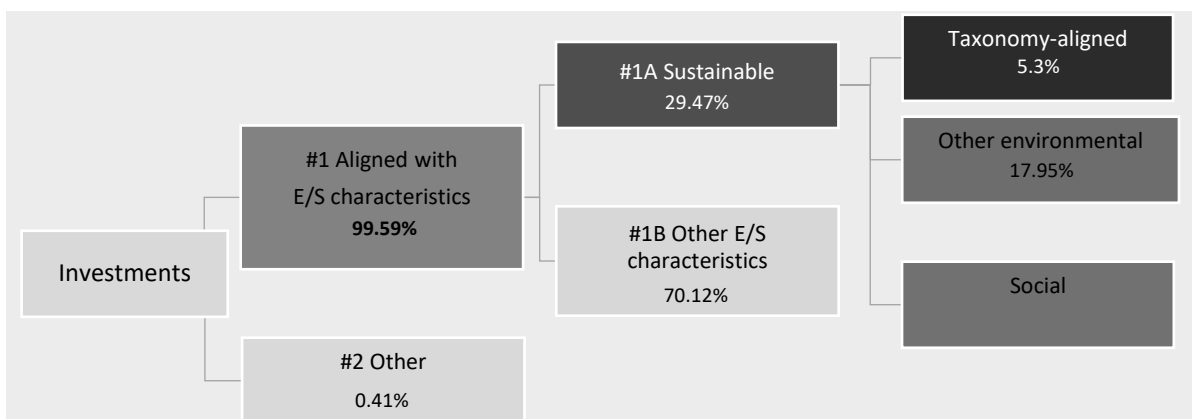 Investments
#1 Aligned with
E/S characteristics
99.59%
#2 Other
0.41%
#1A Sustainable
29.47%
#1B Other E/S
characteristics
70.12%
Taxonomy-aligned
5.3%
Other environmental
17.95%
Social